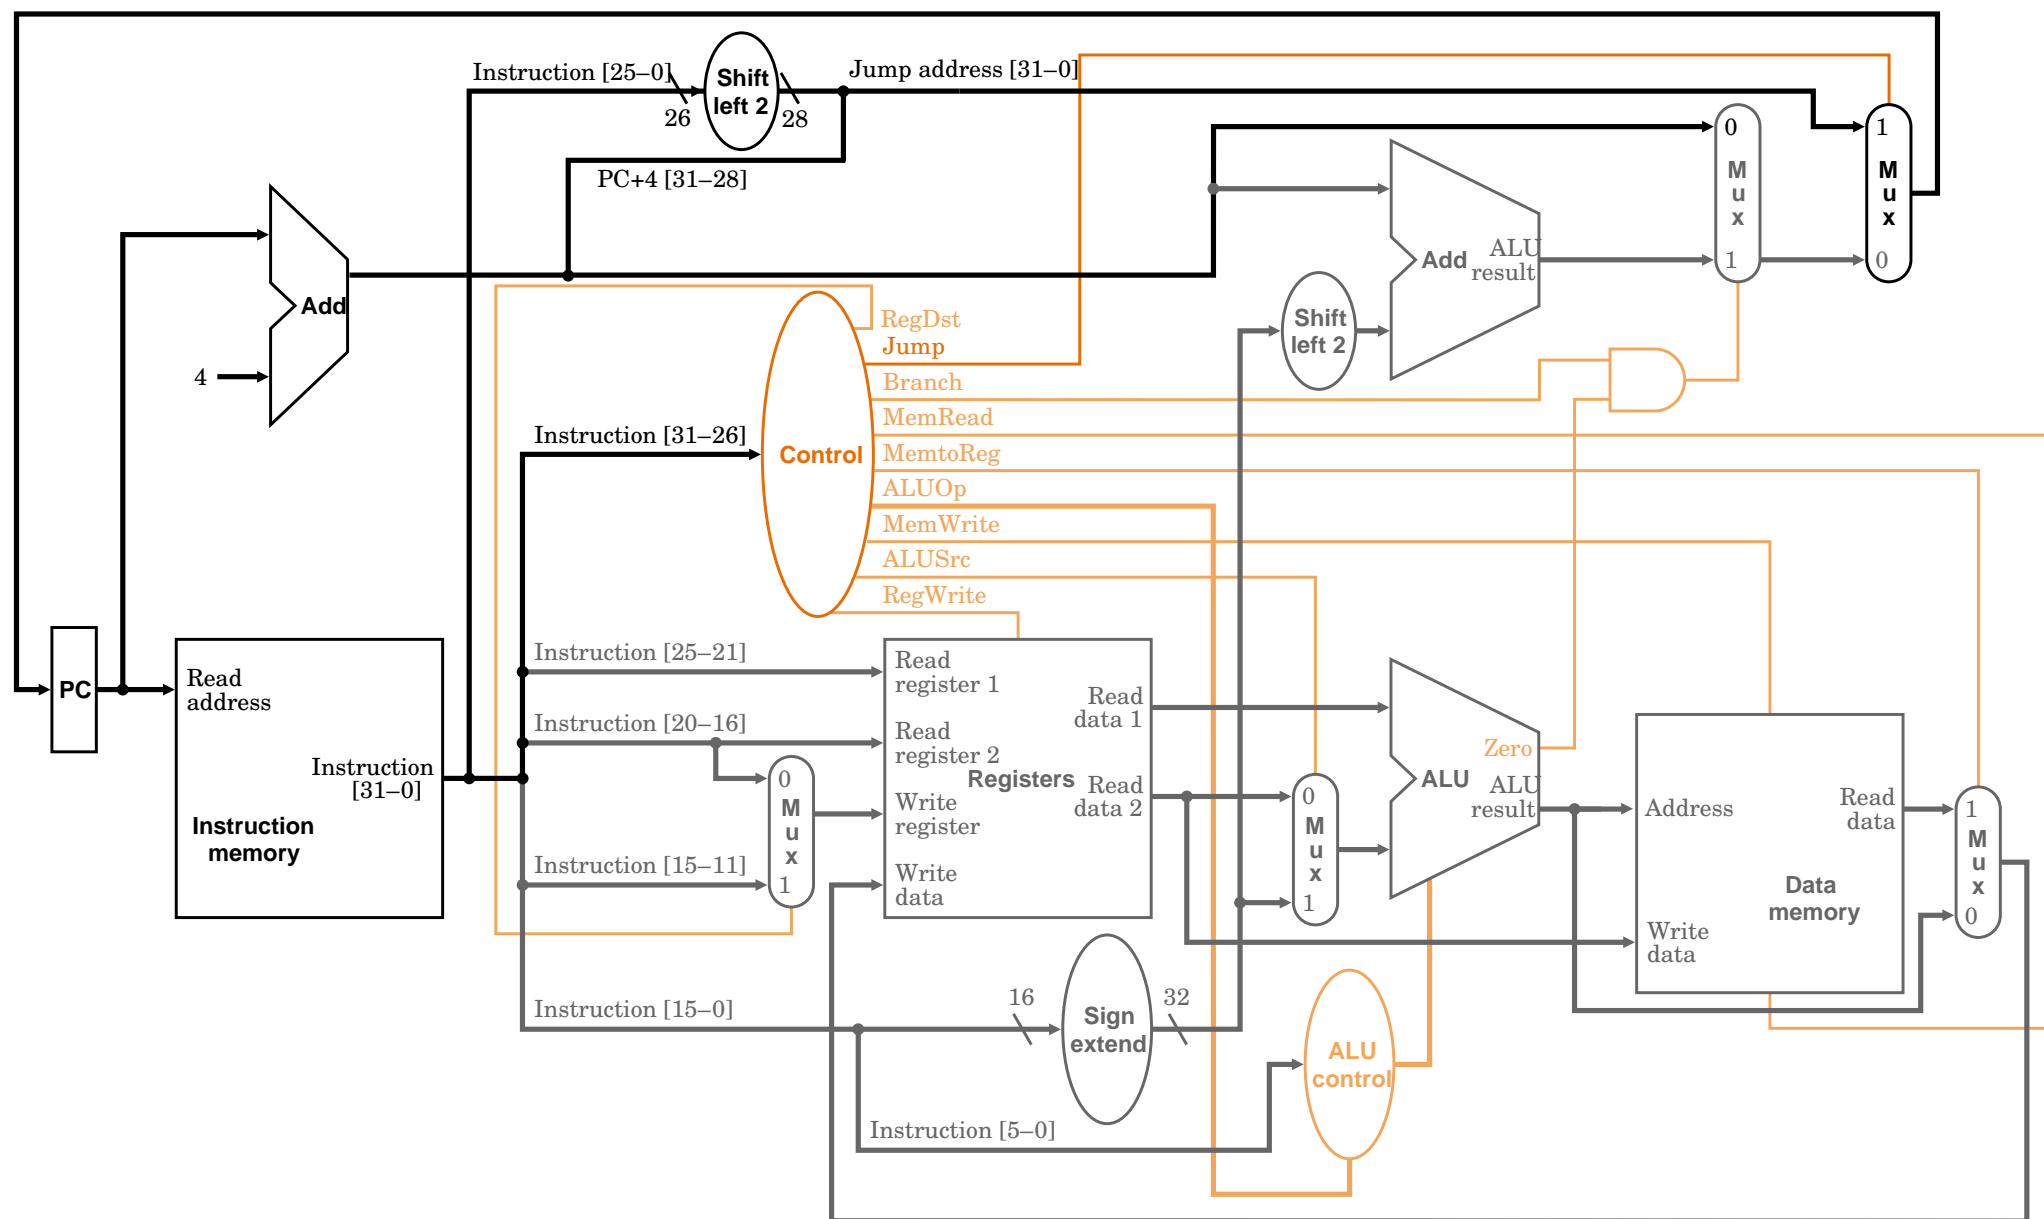 Instruction [25–0]
Shift
left 2
Jump address [31–0]
26
28
PC+4 [31–28]
0
M
u
x
1
1
M
u
x
0
Add
ALU
result
Add
4
Shift
left 2
RegDst
Jump
Branch
MemRead
MemtoReg
ALUOp
MemWrite
ALUSrc
RegWrite
Instruction [31–26]
Control
PC
Read
address
Instruction
[31–0]
Instruction
memory
Instruction [25–21]
Instruction [20–16]
Instruction [15–11]
0
M
u
x
1
Read
register 1
Read
register 2
Write
register
Write
data
Registers
Read
data 1
Read
data 2
0
M
u
x
1
Zero
ALU
ALU
result
Address
Write
data
Read
data
Data
memory
1
M
u
x
0
Instruction [15–0]
16
Sign
extend
32
ALU
control
Instruction [5–0]